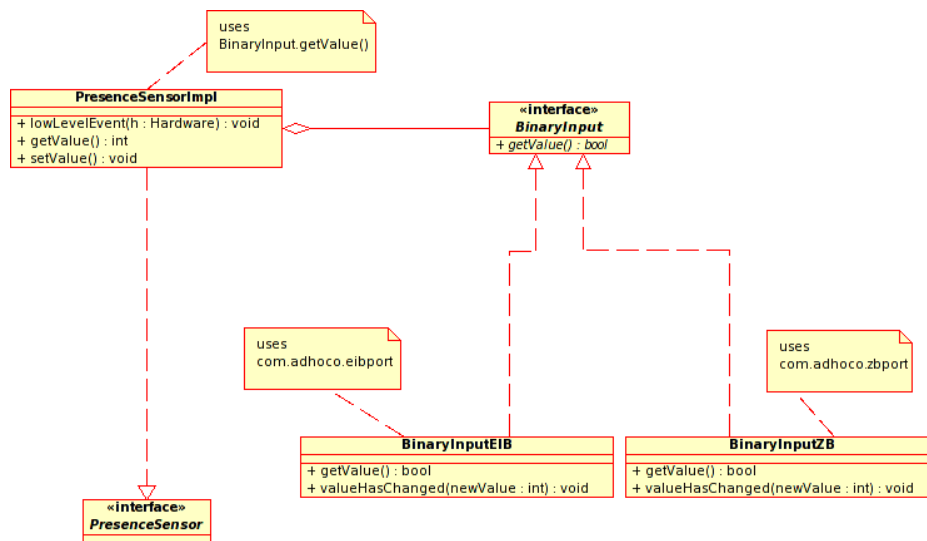 uses
BinaryInput.getValue()
PresenceSensorImpl
+ lowLevelEvent(h : Hardware) : void
+ getValue() : int
+ setValue() : void
«interface»
BinaryInput
+ getValue() : bool
uses
com.adhoco.eibport
uses
com.adhoco.zbport
BinaryInputEIB
+ getValue() : bool
+ valueHasChanged(newValue : int) : void
BinaryInputZB
+ getValue() : bool
+ valueHasChanged(newValue : int) : void
«interface»
PresenceSensor